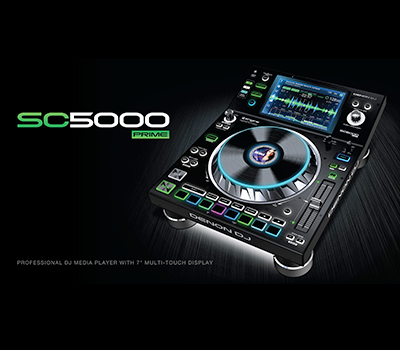 SC5000
PRIME
DENON DJ
PROFESSIONAL DJ MEDIA PLAYER WITH 7" MULTI-TOUCH DISPLAY